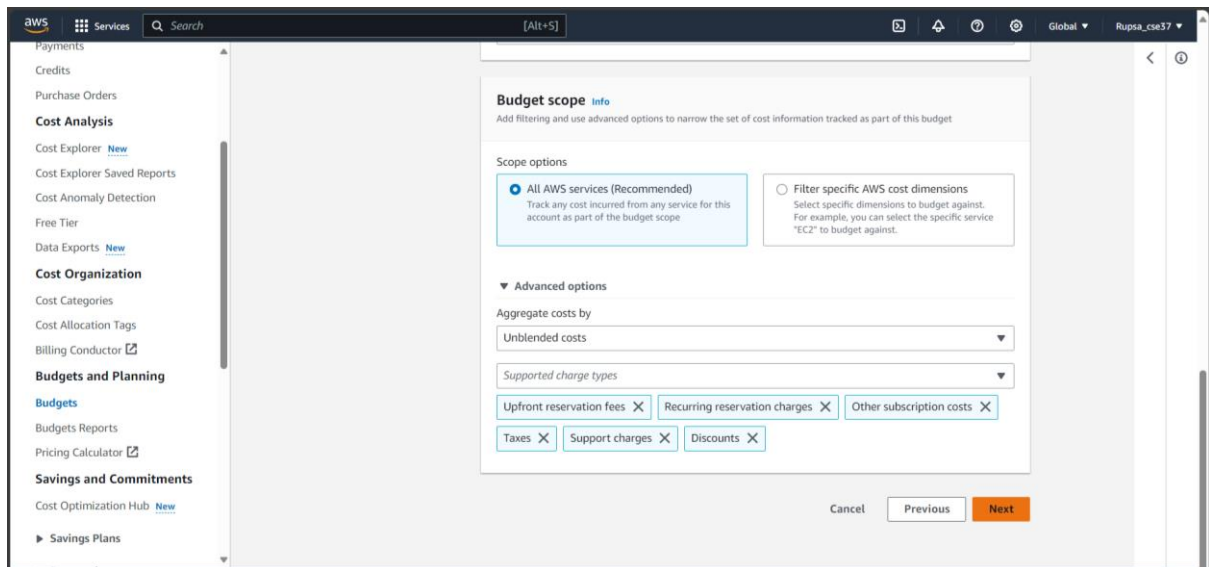 aws
Services
Search
[Alt+S]
Global
Rupsa_cse37
Payments
Credits
Purchase Orders
Cost Analysis
Cost Explorer New
Cost Explorer Saved Reports
Cost Anomaly Detection
Free Tier
Data Exports New
Cost Organization
Cost Categories
Cost Allocation Tags
Billing Conductor
Budgets and Planning
Budgets
Budgets Reports
Pricing Calculator
Savings and Commitments
Cost Optimization Hub New
Savings Plans
Budget scope Info
Add filtering and use advanced options to narrow the set of cost information tracked as part of this budget
Scope options
All AWS services (Recommended)
Track any cost incurred from any service for this
account as part of the budget scope
Filter specific AWS cost dimensions
Select specific dimensions to budget against.
For example, you can select the specific service
"EC2" to budget against.
Advanced options
Aggregate costs by
Unblended costs
Supported charge types
Upfront reservation fees
Recurring reservation charges
Other subscription costs
Taxes
Support charges
Discounts
Cancel
Previous
Next